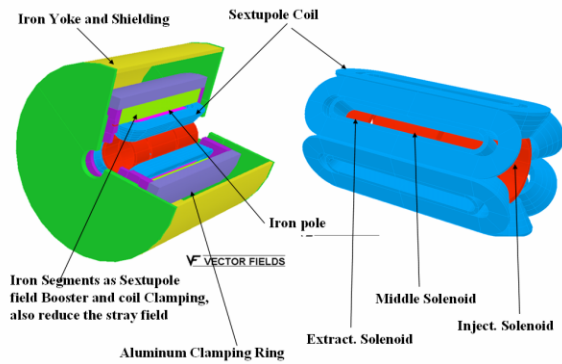 Iron Yoke and Shielding
Sextupole Coil
Iron pole
VF VECTOR FIELDS
Iron Segments as Sextupole
field Booster and coil Clamping,
also reduce the stray field
Aluminum Clamping Ring
Middle Solenoid
Extract. Solenoid
Inject. Solenoid